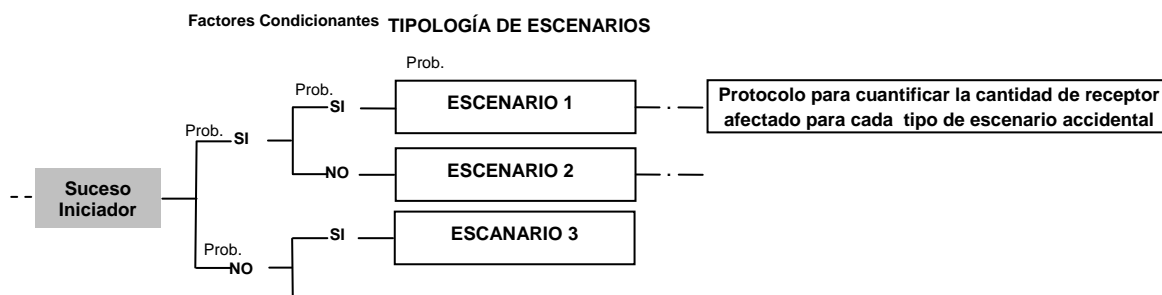 Factores Condicionantes TIPOLOGÍA DE ESCENARIOS
Prob.
Prob.
SI
ESCENARIO 1
Protocolo para cuantificar la cantidad de receptor
afectado para cada tipo de escenario accidental
Prob.
SI
NO
ESCENARIO 2
Suceso
Iniciador
Prob.
NO
SI
ESCANARIO 3